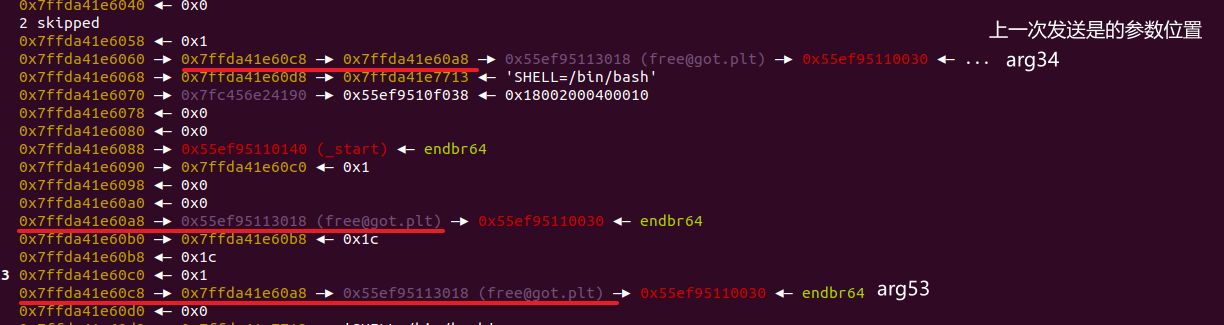 0x7ffda41e6040 ◂— 0x0
2 skipped
0x7ffda41e6058 ◂— 0x1
上一次发送是的参数位置
0x7ffda41e6060 —▸ 0x7ffda41e60c8 —▸ 0x7ffda41e60a8 —▸ 0x55ef95113018 (free@got.plt) —▸ 0x55ef95110030 ◂— ... arg34
0x7ffda41e6068 —▸ 0x7ffda41e60d8 —▸ 0x7ffda41e7713 ◂— 'SHELL=/bin/bash'
0x7ffda41e6070 —▸ 0x7fc456e24190 —▸ 0x55ef9510f038 ◂— 0x18002000400010
0x7ffda41e6078 ◂— 0x0
0x7ffda41e6080 ◂— 0x0
0x7ffda41e6088 —▸ 0x55ef95110140 (_start) ◂— endbr64
0x7ffda41e6090 —▸ 0x7ffda41e60c0 ◂— 0x1
0x7ffda41e6098 ◂— 0x0
0x7ffda41e60a0 ◂— 0x0
0x7ffda41e60a8 —▸ 0x55ef95113018 (free@got.plt) —▸ 0x55ef95110030 ◂— endbr64
0x7ffda41e60b0 —▸ 0x7ffda41e60b8 ◂— 0x1c
0x7ffda41e60b8 ◂— 0x1c
3 0x7ffda41e60c0 ◂— 0x1
0x7ffda41e60c8 —▸ 0x7ffda41e60a8 —▸ 0x55ef95113018 (free@got.plt) —▸ 0x55ef95110030 ◂— endbr64 arg53
0x7ffda41e60d0 ◂— 0x0